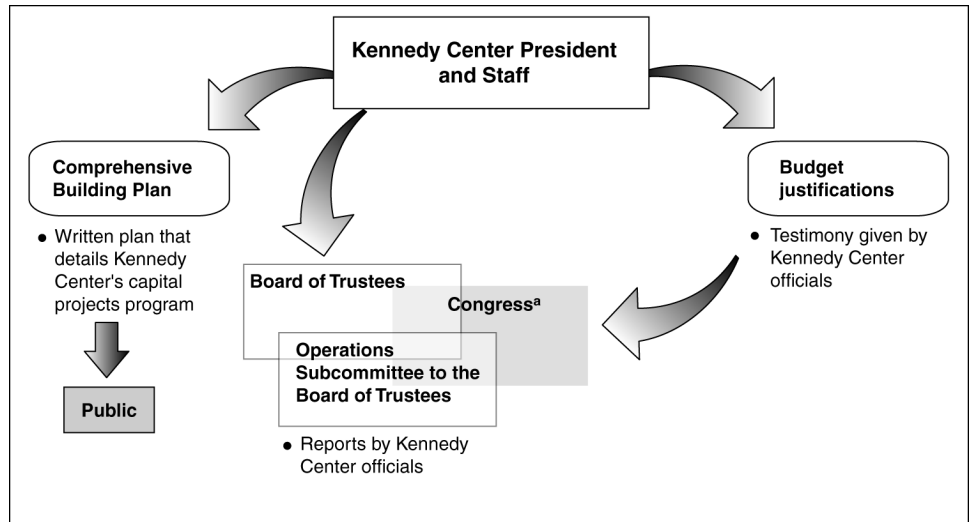 Kennedy Center President
and Staff
Comprehensive
Building Plan
● Written plan that
details Kennedy
Center's capital
projects program
Public
Board of Trustees
Congressᵃ
Operations
Subcommittee to the
Board of Trustees
● Reports by Kennedy
Center officials
Budget
justifications
● Testimony given by
Kennedy Center
officials